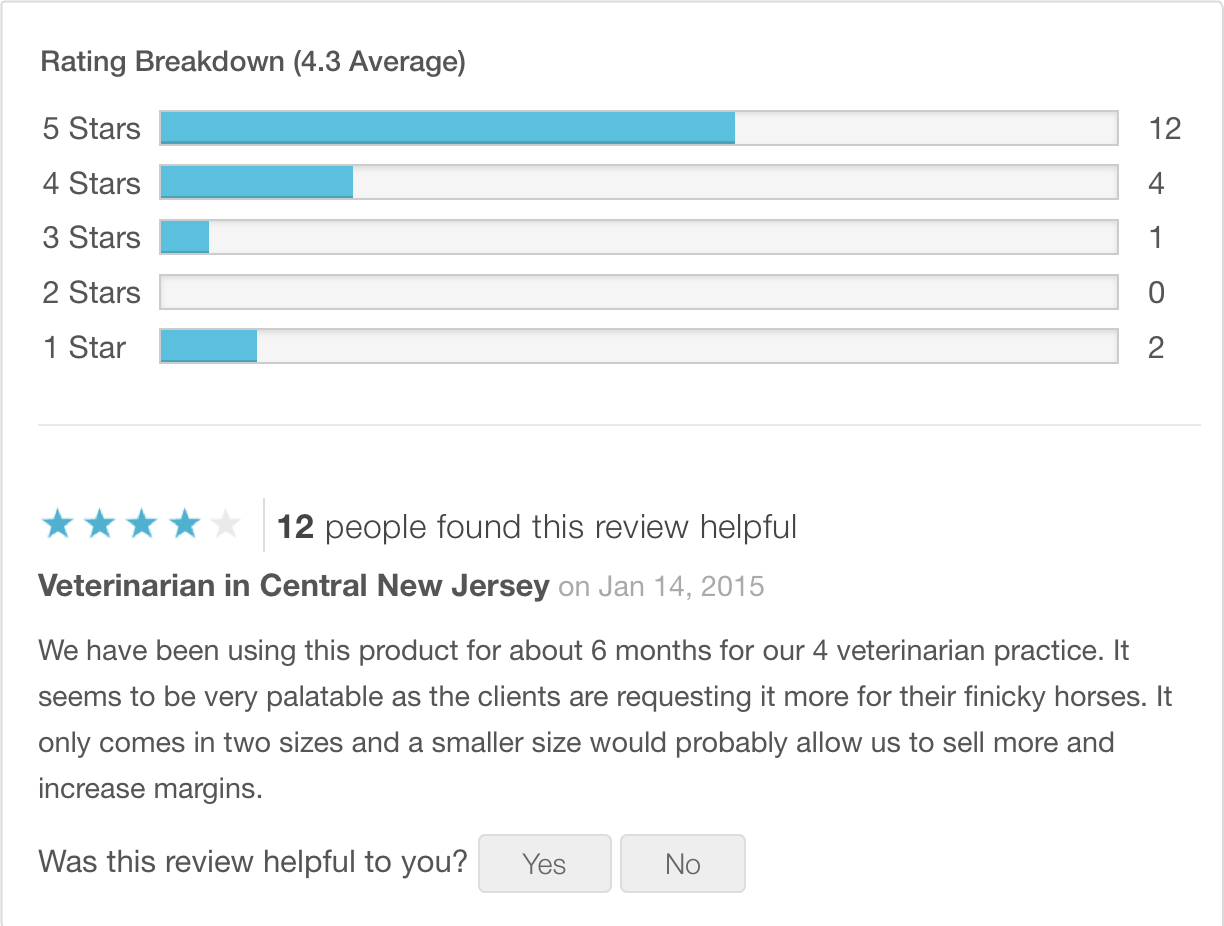 Rating Breakdown (4.3 Average)
5 Stars 12
4 Stars 4
3 Stars 1
2 Stars 0
1 Star 2
12 people found this review helpful
Veterinarian in Central New Jersey on Jan 14, 2015
We have been using this product for about 6 months for our 4 veterinarian practice. It
seems to be very palatable as the clients are requesting it more for their finicky horses. It
only comes in two sizes and a smaller size would probably allow us to sell more and
increase margins.
Was this review helpful to you? Yes No